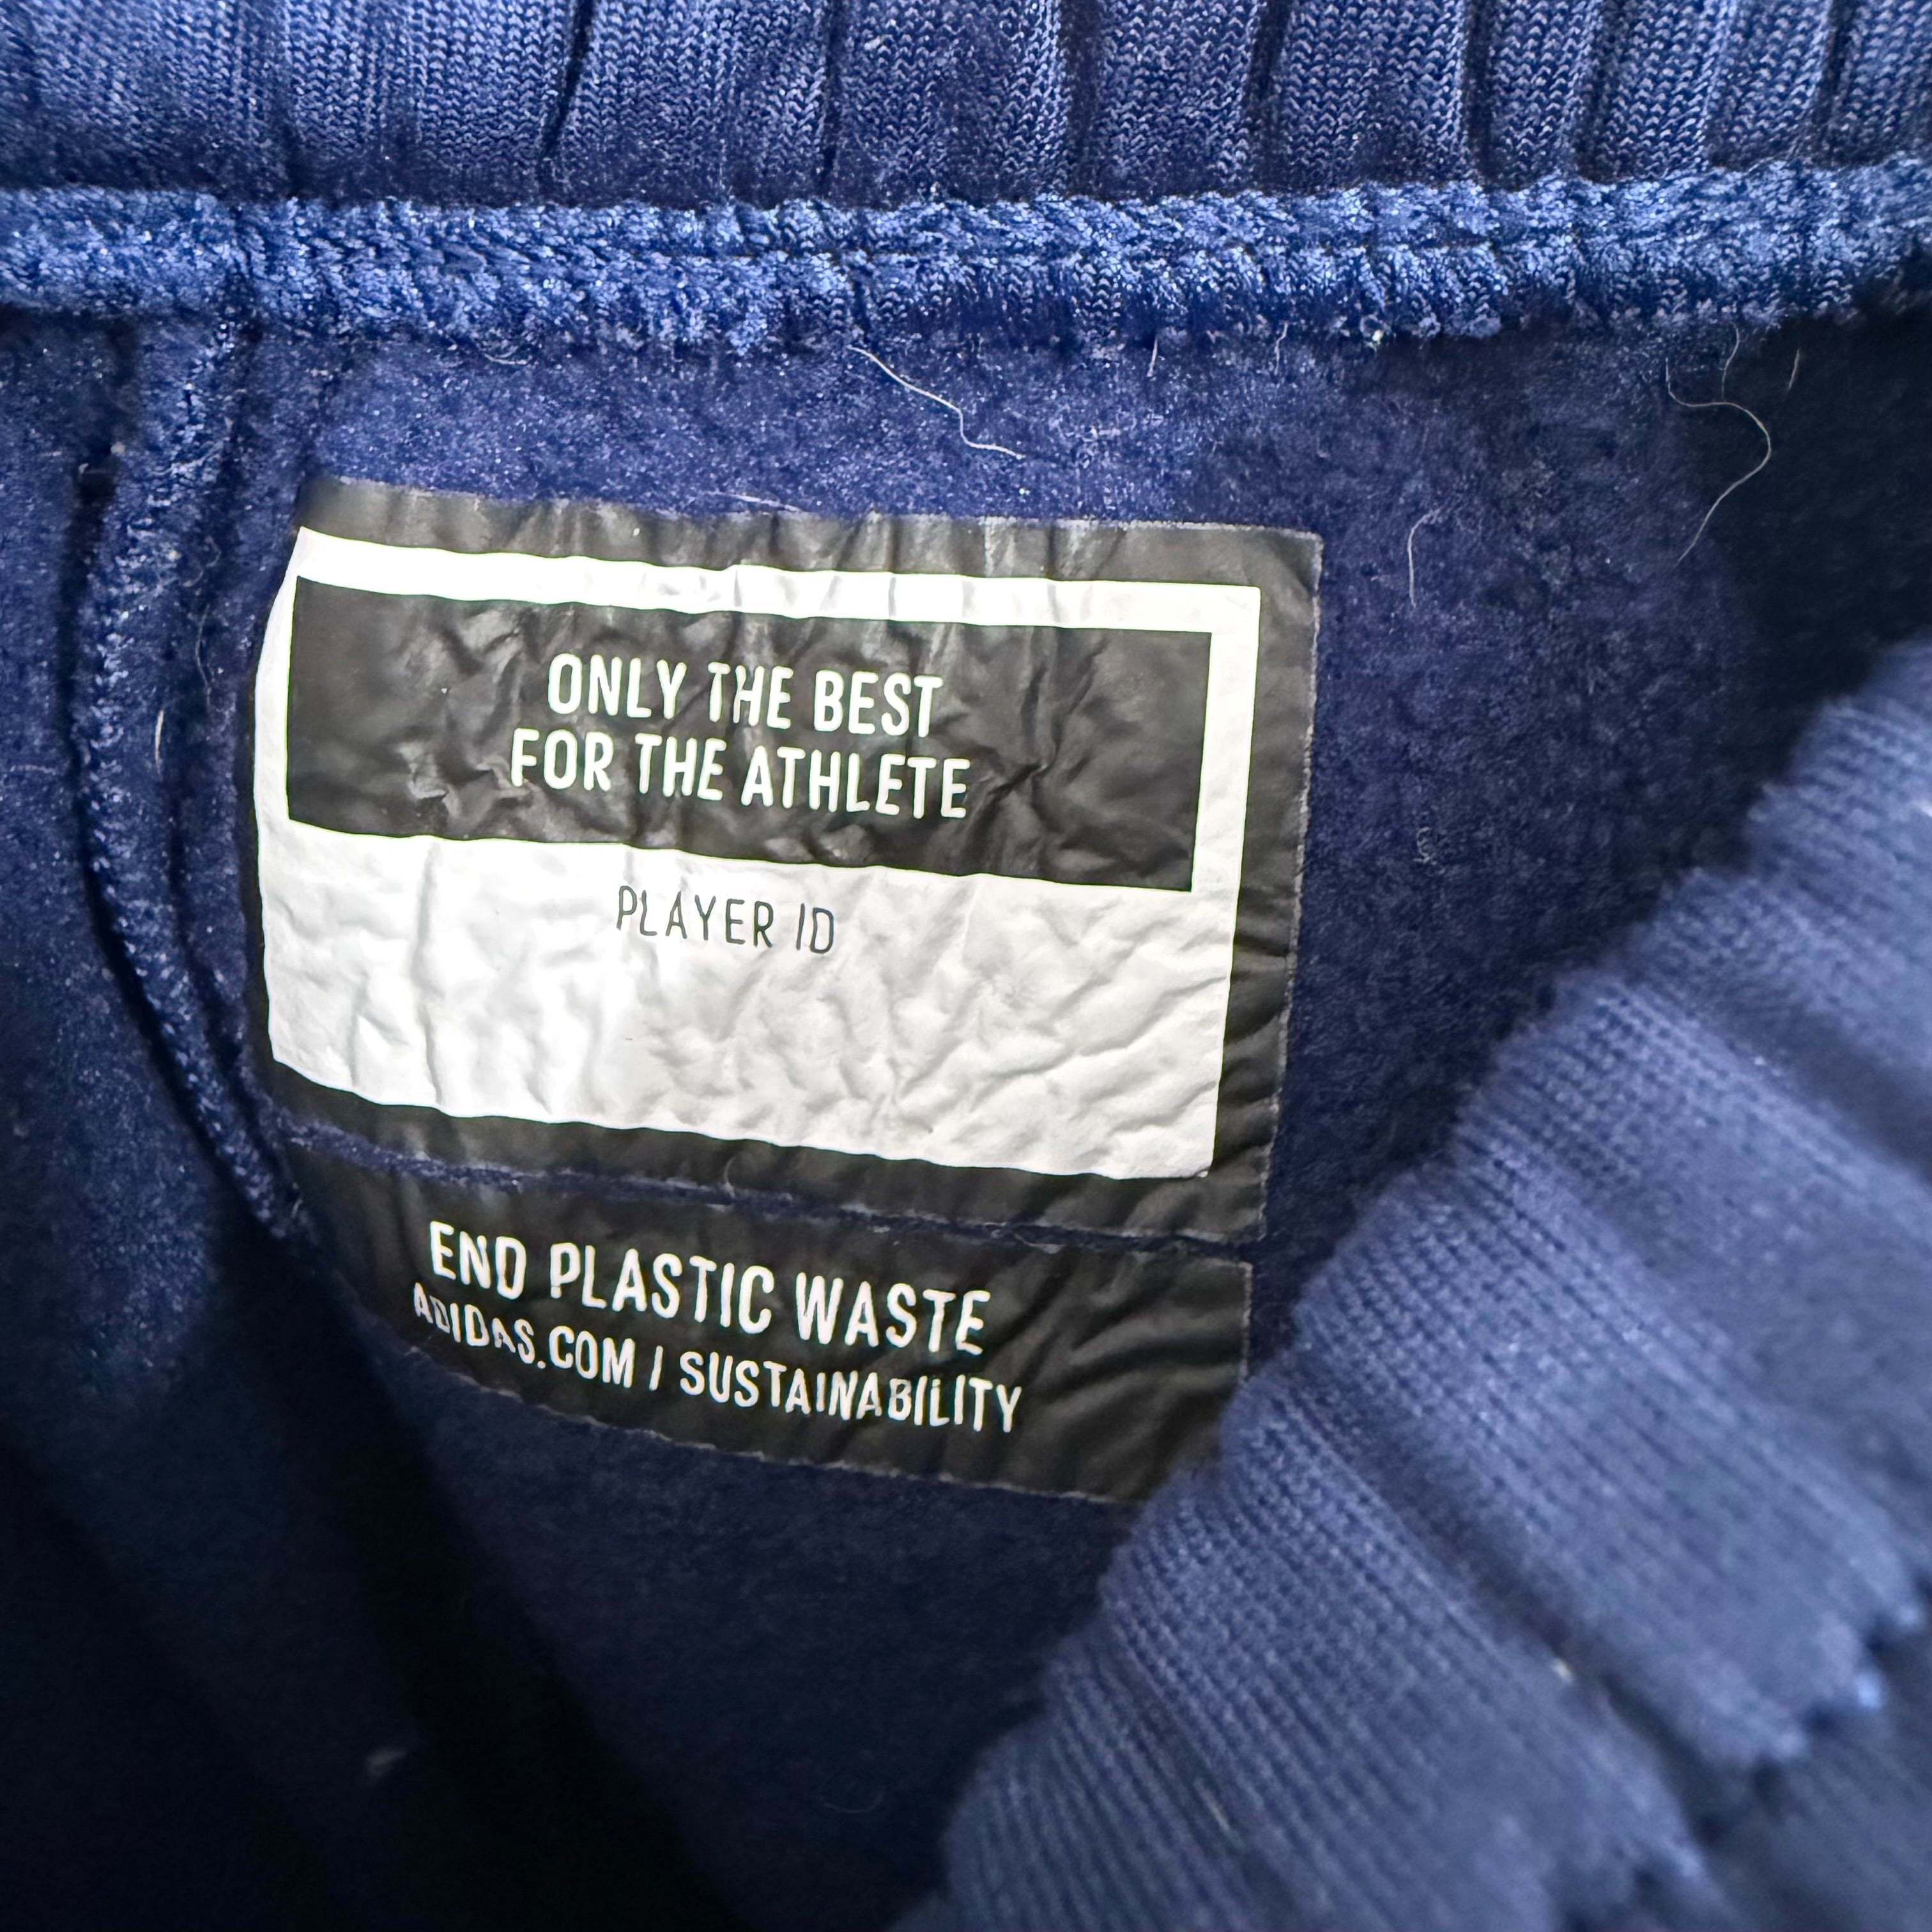 ONLY THE BEST
FOR THE ATHLETE
PLAYER ID
END PLASTIC WASTE
ADIDAS.COM / SUSTAINABILITY